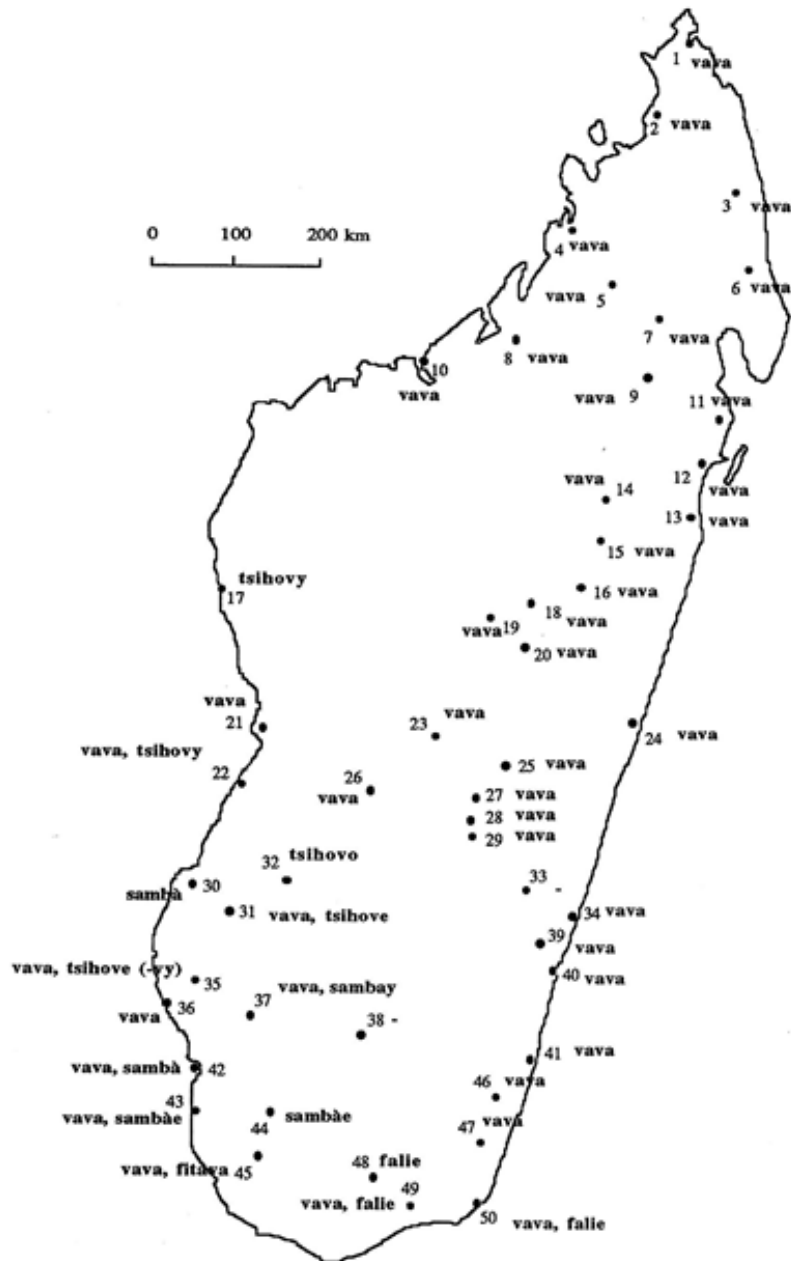 1 vava
2 vava
3 vava
0 100 200 km
4 vava
vava 5
6 vava
7 vava
8 vava
vava 9
10 vava
11 vava
12 vava
13 vava
vava 14
15 vava
16 vava
tsihovy 17
18 vava
vava 19
20 vava
vava 21
vava, tsihovy 22
23 vava
24 vava
25 vava
26 vava
27 vava
28 vava
29 vava
sambà 30
31 vava, tsihove
32 tsihovo
33 -
34 vava
vava, tsihove (-vy) 35
vava 36
37 vava, sambay
38 -
39 vava
40 vava
41 vava
vava, sambà 42
43 vava, sambàe
44 sambàe
vava, fitava 45
46 vava
47 vava
48 falie
vava, falie 49
50 vava, falie